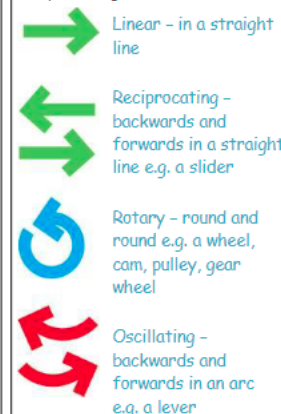 Linear – in a straight
line
Reciprocating –
backwards and
forwards in a straight
line e.g. a slider
Rotary – round and
round e.g. a wheel,
cam, pulley, gear
wheel
Oscillating –
backwards and
forwards in an arc
e.g. a lever